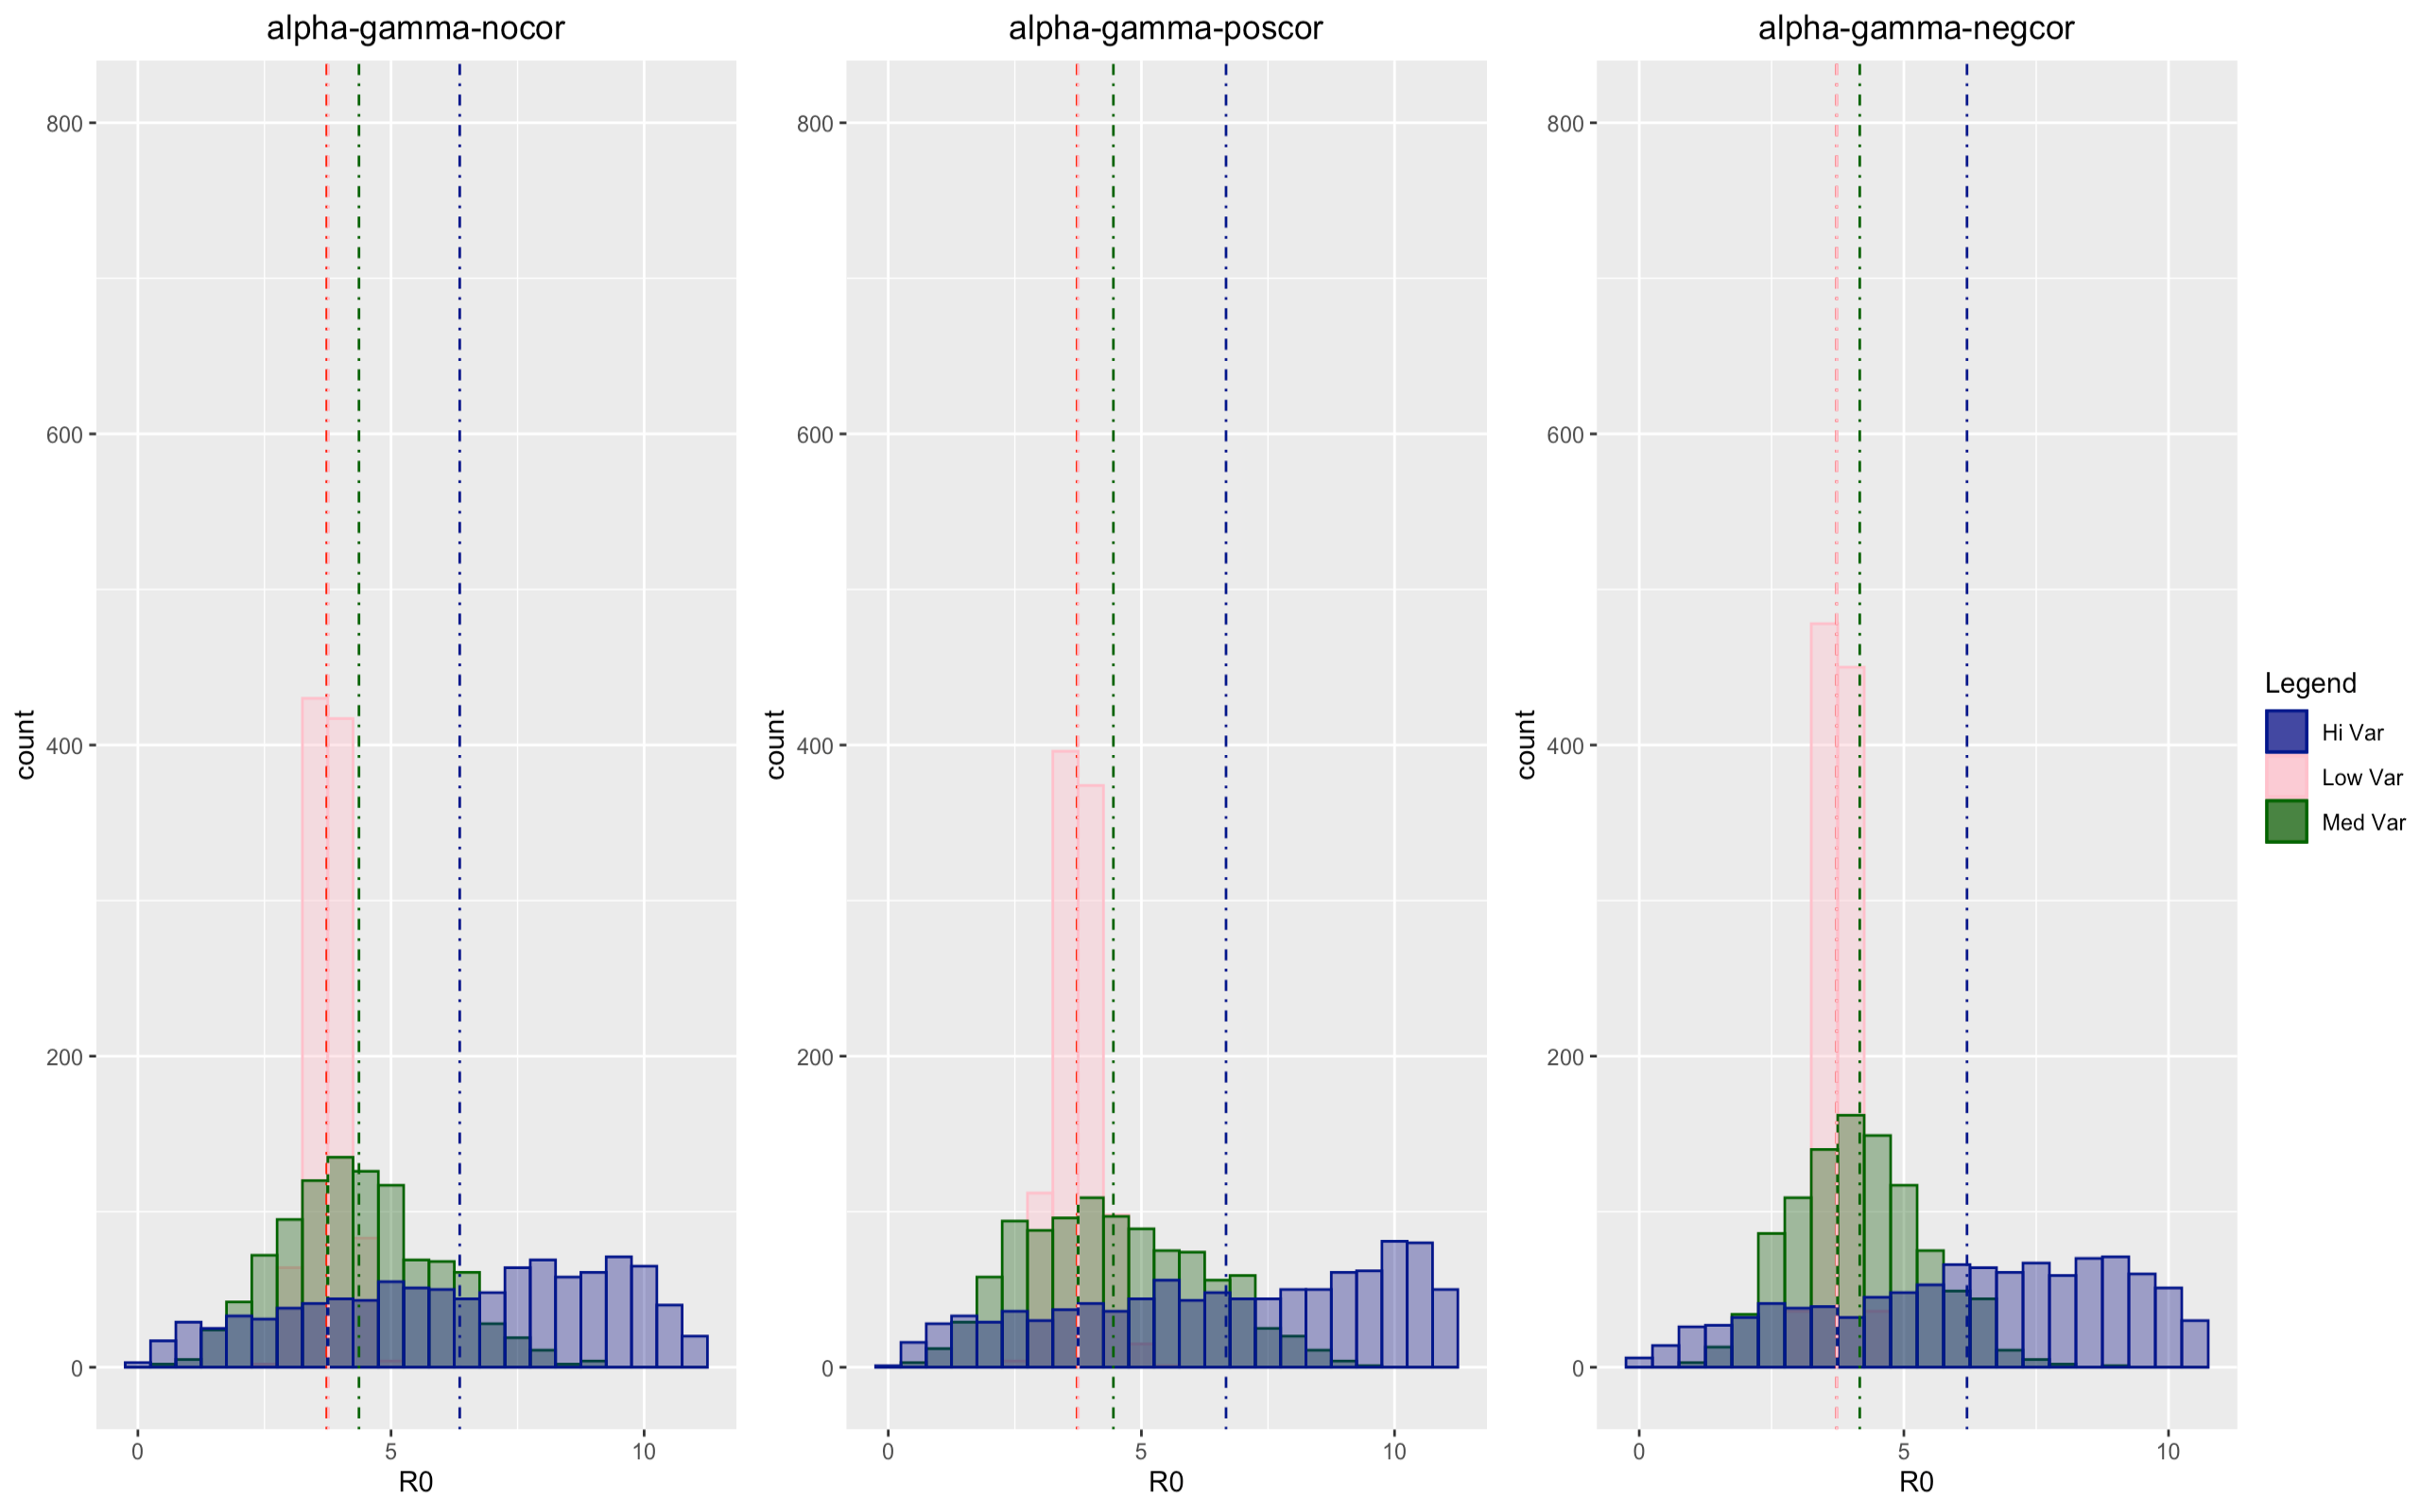 alpha-gamma-nocor
alpha-gamma-poscor
alpha-gamma-negcor
800
600
400
200
0
count
0
5
10
R0
800
600
400
200
0
count
0
5
10
R0
800
600
400
200
0
count
0
5
10
R0
Legend
Hi Var
Low Var
Med Var